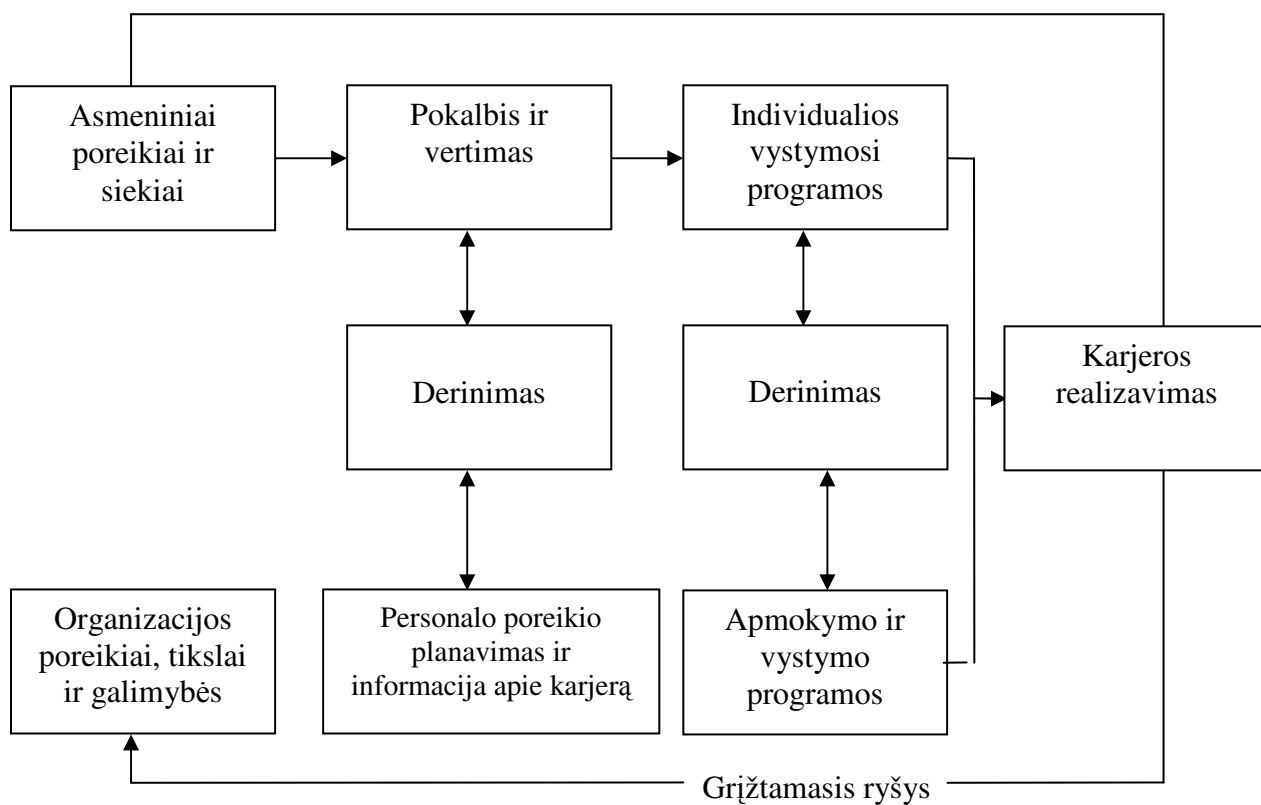 Asmeniniai
poreikiai ir
siekiai
Pokalbis ir
vertimas
Individualios
vystymosi
programos
Derinimas
Derinimas
Karjeros
realizavimas
Organizacijos
poreikiai, tikslai
ir galimybės
Personalo poreikio
planavimas ir
informacija apie karjerą
Apmokymo ir
vystymo
programos
Grįžtamasis ryšys